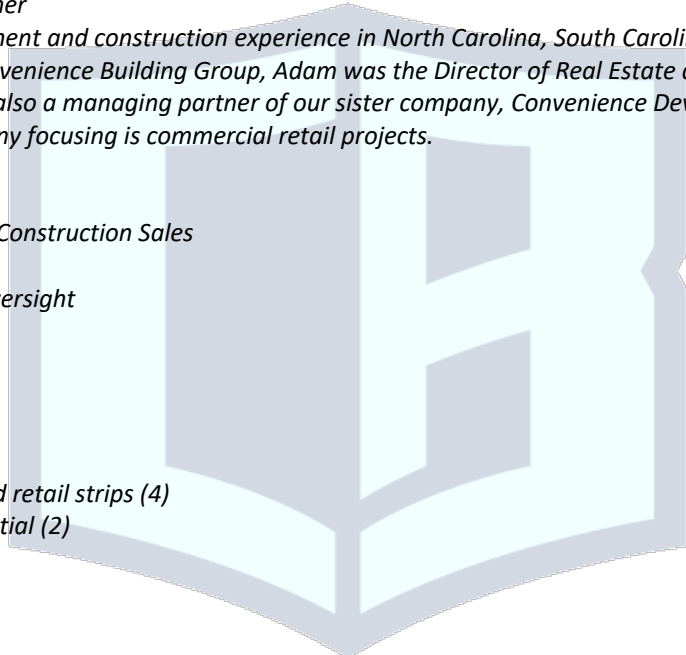 ment and construction experience in North Carolina, South Carolin
venience Building Group, Adam was the Director of Real Estate
also a managing partner of our sister company, Convenience Dev
ny focusing is commercial retail projects.
Construction Sales
ersight
d retail strips (4)
tial (2)